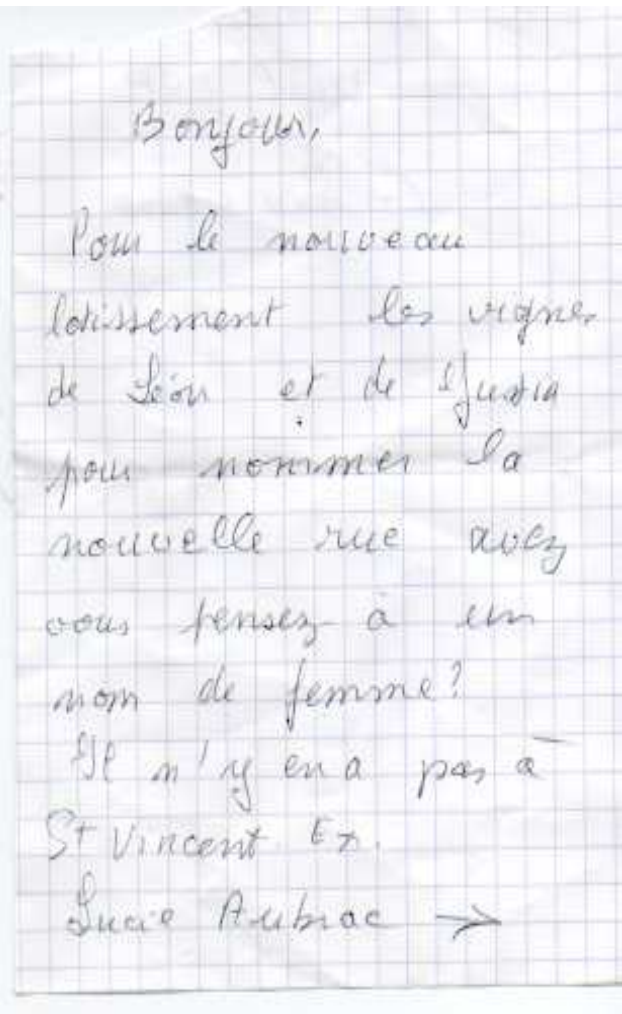 Bonjour,
Pour le nouveau
lotissement les vignes
de Léon et de Justin
pour nommer la
nouvelle rue avez
vous pensez à un
nom de femme?
Il n'y en a pas à
St Vincent Ex.
Lucie Aubrac →